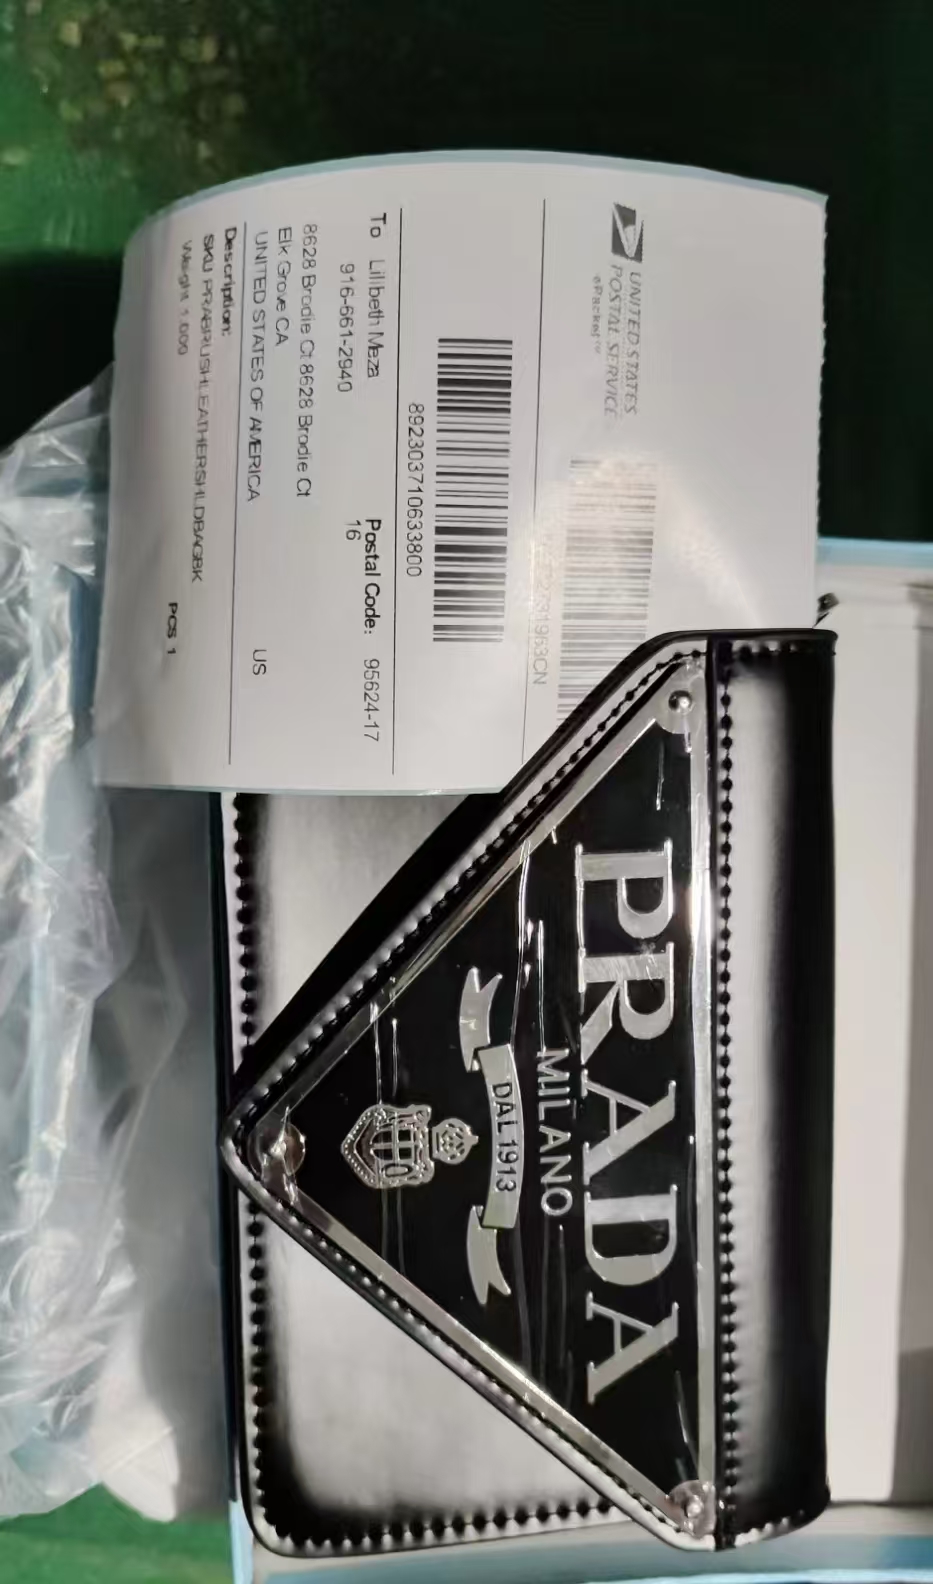 UNITED STATES
POSTAL SERVICE
ePacket™
892303710633800
To Lilibeth Meza
916-661-2940
Postal Code: 95624-17
16
8628 Brodie Ct 8628 Brodie Ct
Elk Grove CA
UNITED STATES OF AMERICA US
Description:
SKU PRABRUSHLEATHERSHLDBAGBK
Weight 1.000 PCS 1
PRADA
MILANO
DAL 1913